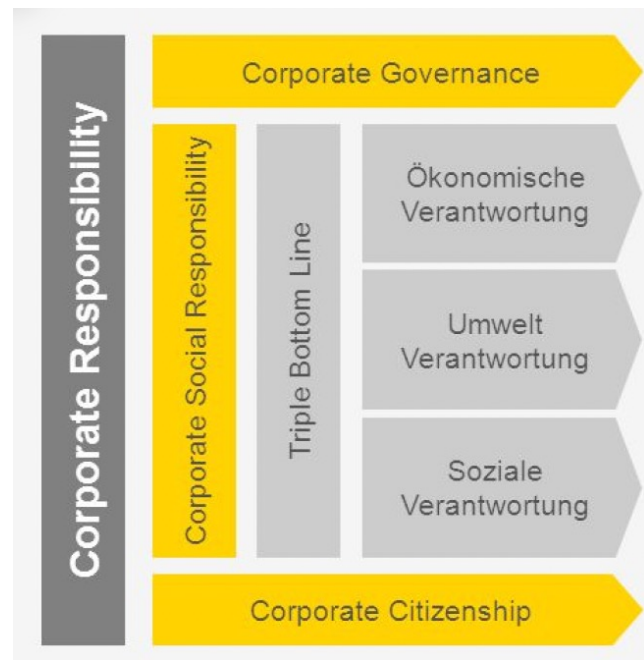 Corporate Responsibility
Corporate Governance
Corporate Social Responsibility
Triple Bottom Line
Ökonomische
Verantwortung
Umwelt
Verantwortung
Soziale
Verantwortung
Corporate Citizenship